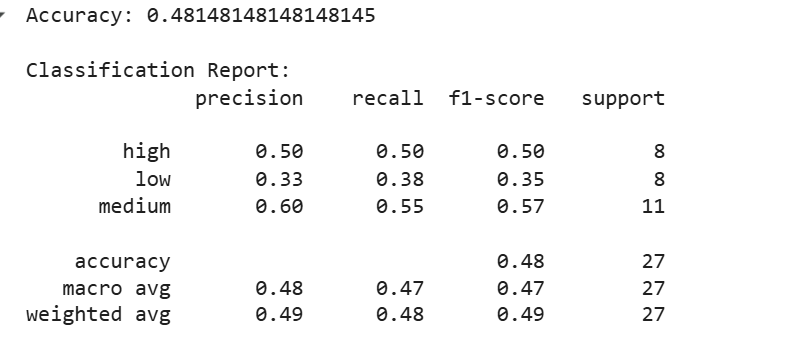 Accuracy: 0.48148148148148145
Classification Report:
precision recall f1-score support
high 0.50 0.50 0.50 8
low 0.33 0.38 0.35 8
medium 0.60 0.55 0.57 11
accuracy 0.48 27
macro avg 0.48 0.47 0.47 27
weighted avg 0.49 0.48 0.49 27